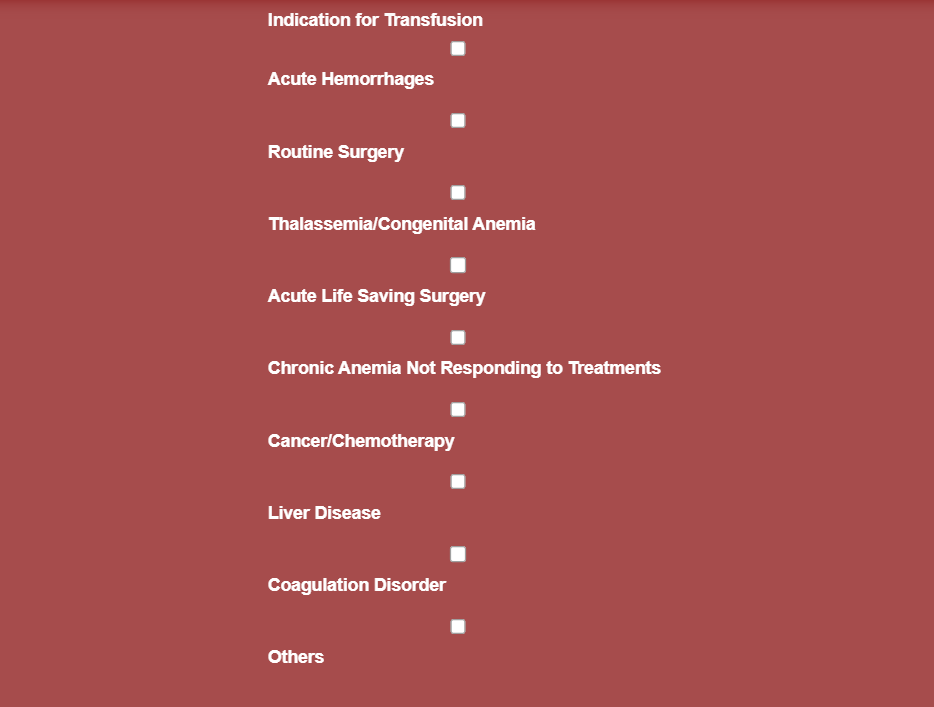 Indication for Transfusion
Acute Hemorrhages
Routine Surgery
Thalassemia/Congenital Anemia
Acute Life Saving Surgery
Chronic Anemia Not Responding to Treatments
Cancer/Chemotherapy
Liver Disease
Coagulation Disorder
Others